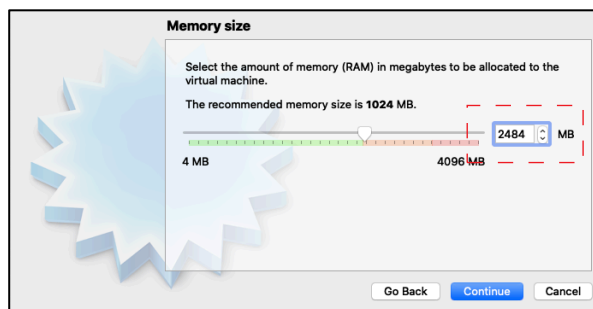 Memory size
Select the amount of memory (RAM) in megabytes to be allocated to the
virtual machine.
The recommended memory size is 1024 MB.
2484 MB
4 MB 4096 MB
Go Back Continue Cancel